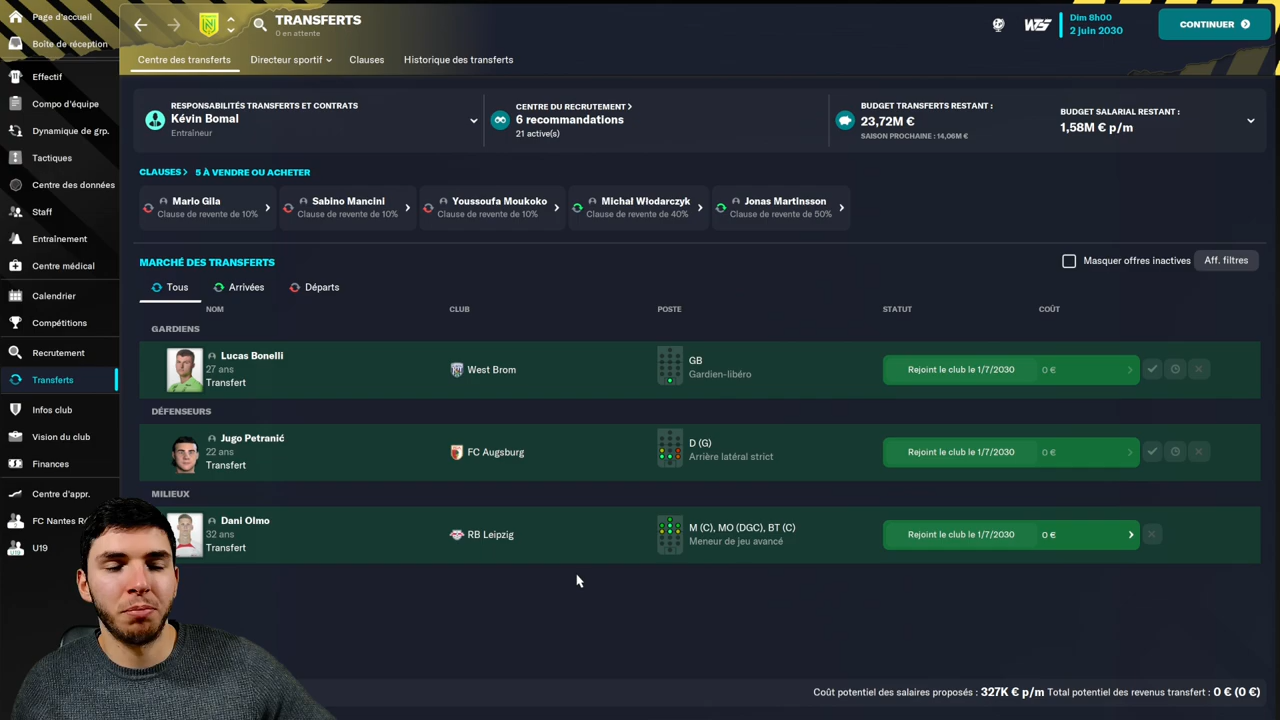 Page d'accueil
Boîte de réception
Effectif
Compo d'équipe
Dynamique de grp.
Tactiques
Centre des données
Staff
Entraînement
Centre médical
Calendrier
Compétitions
Recrutement
Transferts
Infos club
Vision du club
Finances
Centre d'appr.
FC Nantes Ré
U19
TRANSFERTS
0 en attente
Dim 8h00
2 juin 2030
CONTINUER
Centre des transferts
Directeur sportif
Clauses
Historique des transferts
RESPONSABILITÉS TRANSFERTS ET CONTRATS
Kévin Bomal
Entraîneur
CENTRE DU RECRUTEMENT >
6 recommandations
21 active(s)
BUDGET TRANSFERTS RESTANT :
23,72M €
SAISON PROCHAINE : 14,06M €
BUDGET SALARIAL RESTANT :
1,58M € p/m
CLAUSES > 5 À VENDRE OU ACHETER
Mario Gila
Clause de revente de 10%
Sabino Mancini
Clause de revente de 10%
Youssoufa Moukoko
Clause de revente de 10%
Michał Włodarczyk
Clause de revente de 40%
Jonas Martinsson
Clause de revente de 50%
MARCHÉ DES TRANSFERTS
Masquer offres inactives
Aff. filtres
Tous
Arrivées
Départs
NOM CLUB POSTE STATUT COÛT
GARDIENS
Lucas Bonelli
27 ans
Transfert
West Brom
GB
Gardien-libéro
Rejoint le club le 1/7/2030 0 €
DÉFENSEURS
Jugo Petranić
22 ans
Transfert
FC Augsburg
D (G)
Arrière latéral strict
Rejoint le club le 1/7/2030 0 €
MILIEUX
Dani Olmo
32 ans
Transfert
RB Leipzig
M (C), MO (DGC), BT (C)
Meneur de jeu avancé
Rejoint le club le 1/7/2030 0 €
Coût potentiel des salaires proposés : 327K € p/m Total potentiel des revenus transfert : 0 € (0 €)